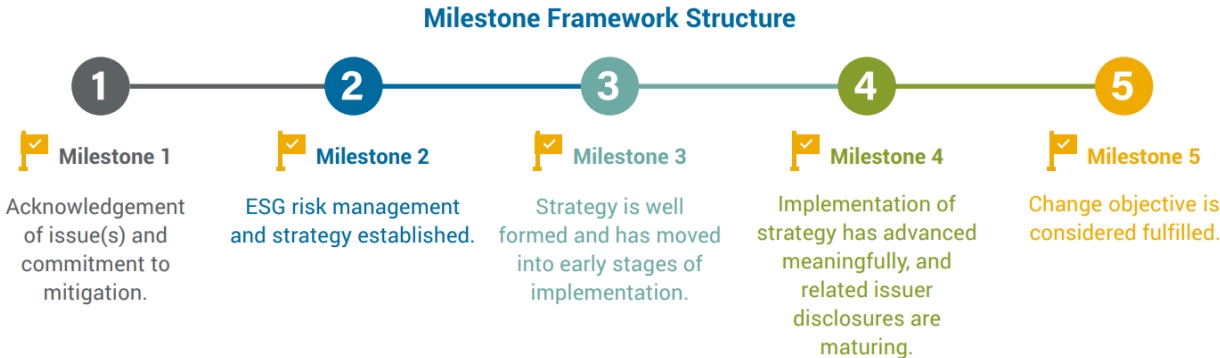 Milestone Framework Structure
1
2
3
4
5
Milestone 1
Acknowledgement
of issue(s) and
commitment to
mitigation.
Milestone 2
ESG risk management
and strategy established.
Milestone 3
Strategy is well
formed and has moved
into early stages of
implementation.
Milestone 4
Implementation of
strategy has advanced
meaningfully, and
related issuer
disclosures are
maturing.
Milestone 5
Change objective is
considered fulfilled.